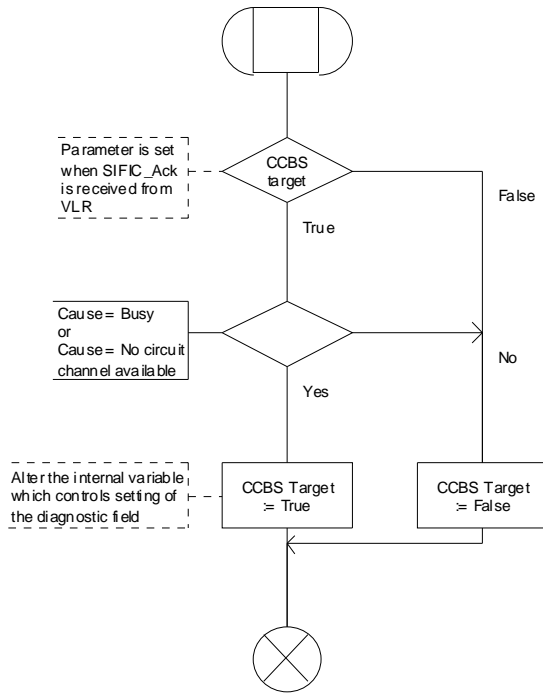 Parameter is set
when SIFIC_Ack
is received from
VLR
CCBS
target
False
True
Cause = Busy
or
Cause = No circuit
channel available
No
Yes
Alter the internal variable
which controls setting of
the diagnostic field
CCBS Target
:= True
CCBS Target
:= False